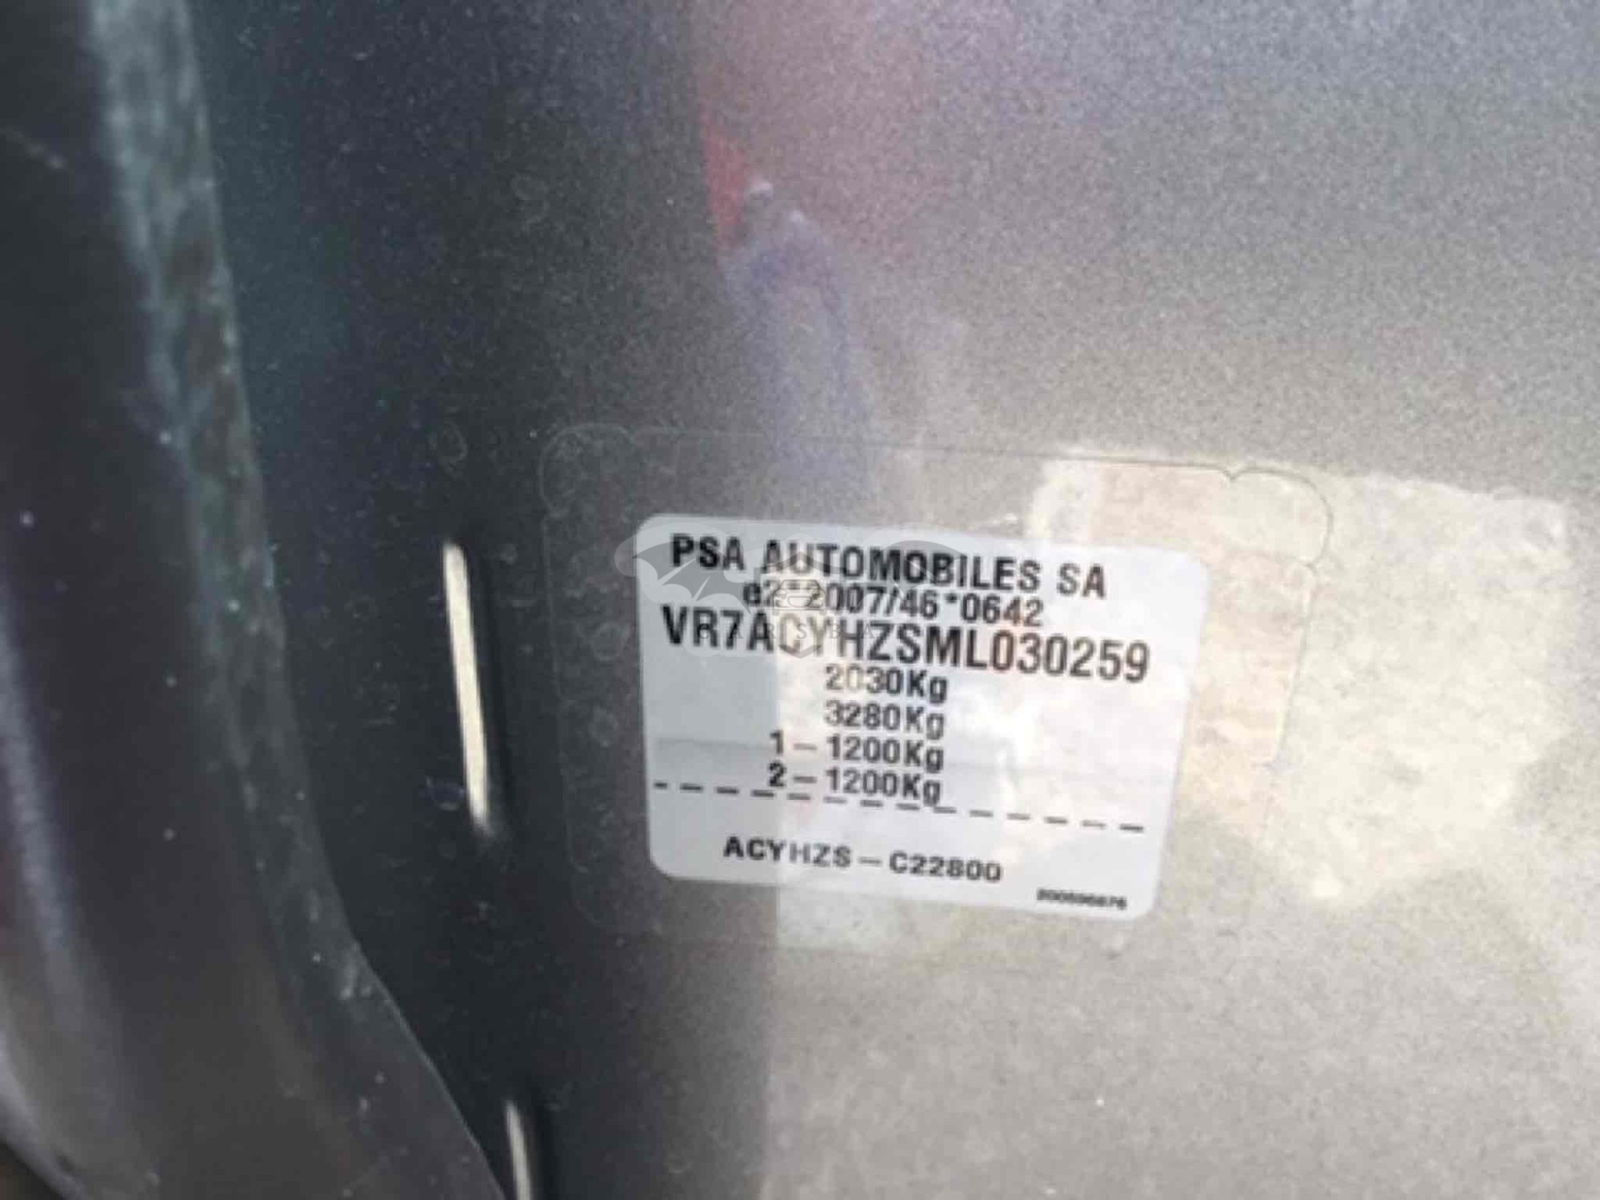 PSA AUTOMOBILES SA
e2*2007/46*0642
VR7ACYHZSML030259
2030Kg
3280Kg
1-1200Kg
2-1200Kg
ACYHZS-C22800